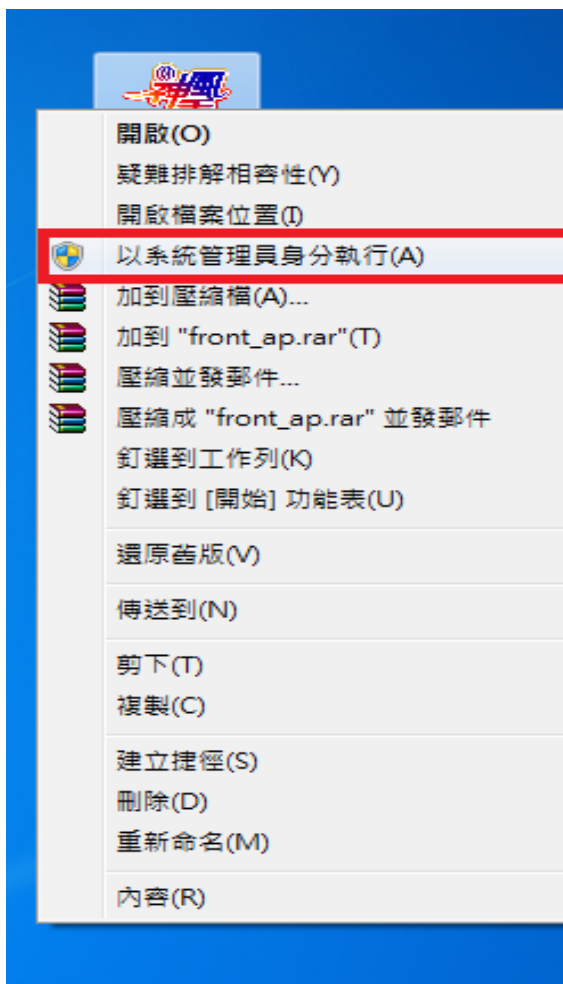 開啟(O)
疑難排解相容性(Y)
開啟檔案位置(I)
以系統管理員身分執行(A)
加到壓縮檔(A)...
加到 "front_ap.rar"(T)
壓縮並發郵件...
壓縮成 "front_ap.rar" 並發郵件
釘選到工作列(K)
釘選到 [開始] 功能表(U)
還原舊版(V)
傳送到(N)
剪下(T)
複製(C)
建立捷徑(S)
刪除(D)
重新命名(M)
內容(R)